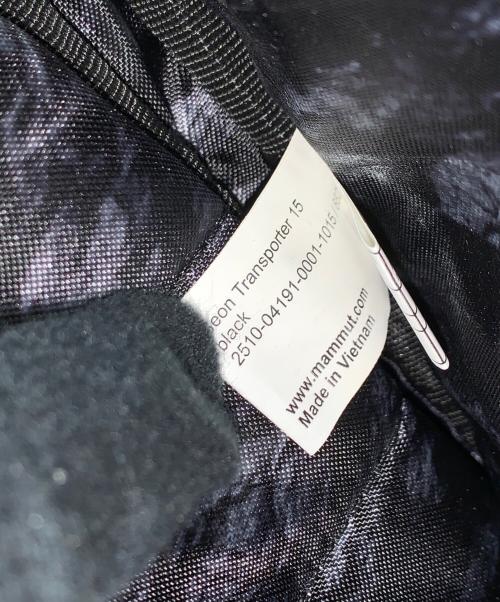 eon Transporter 15
black
2510-04191-0001-1015
www.mammut.com
Made in Vietnam